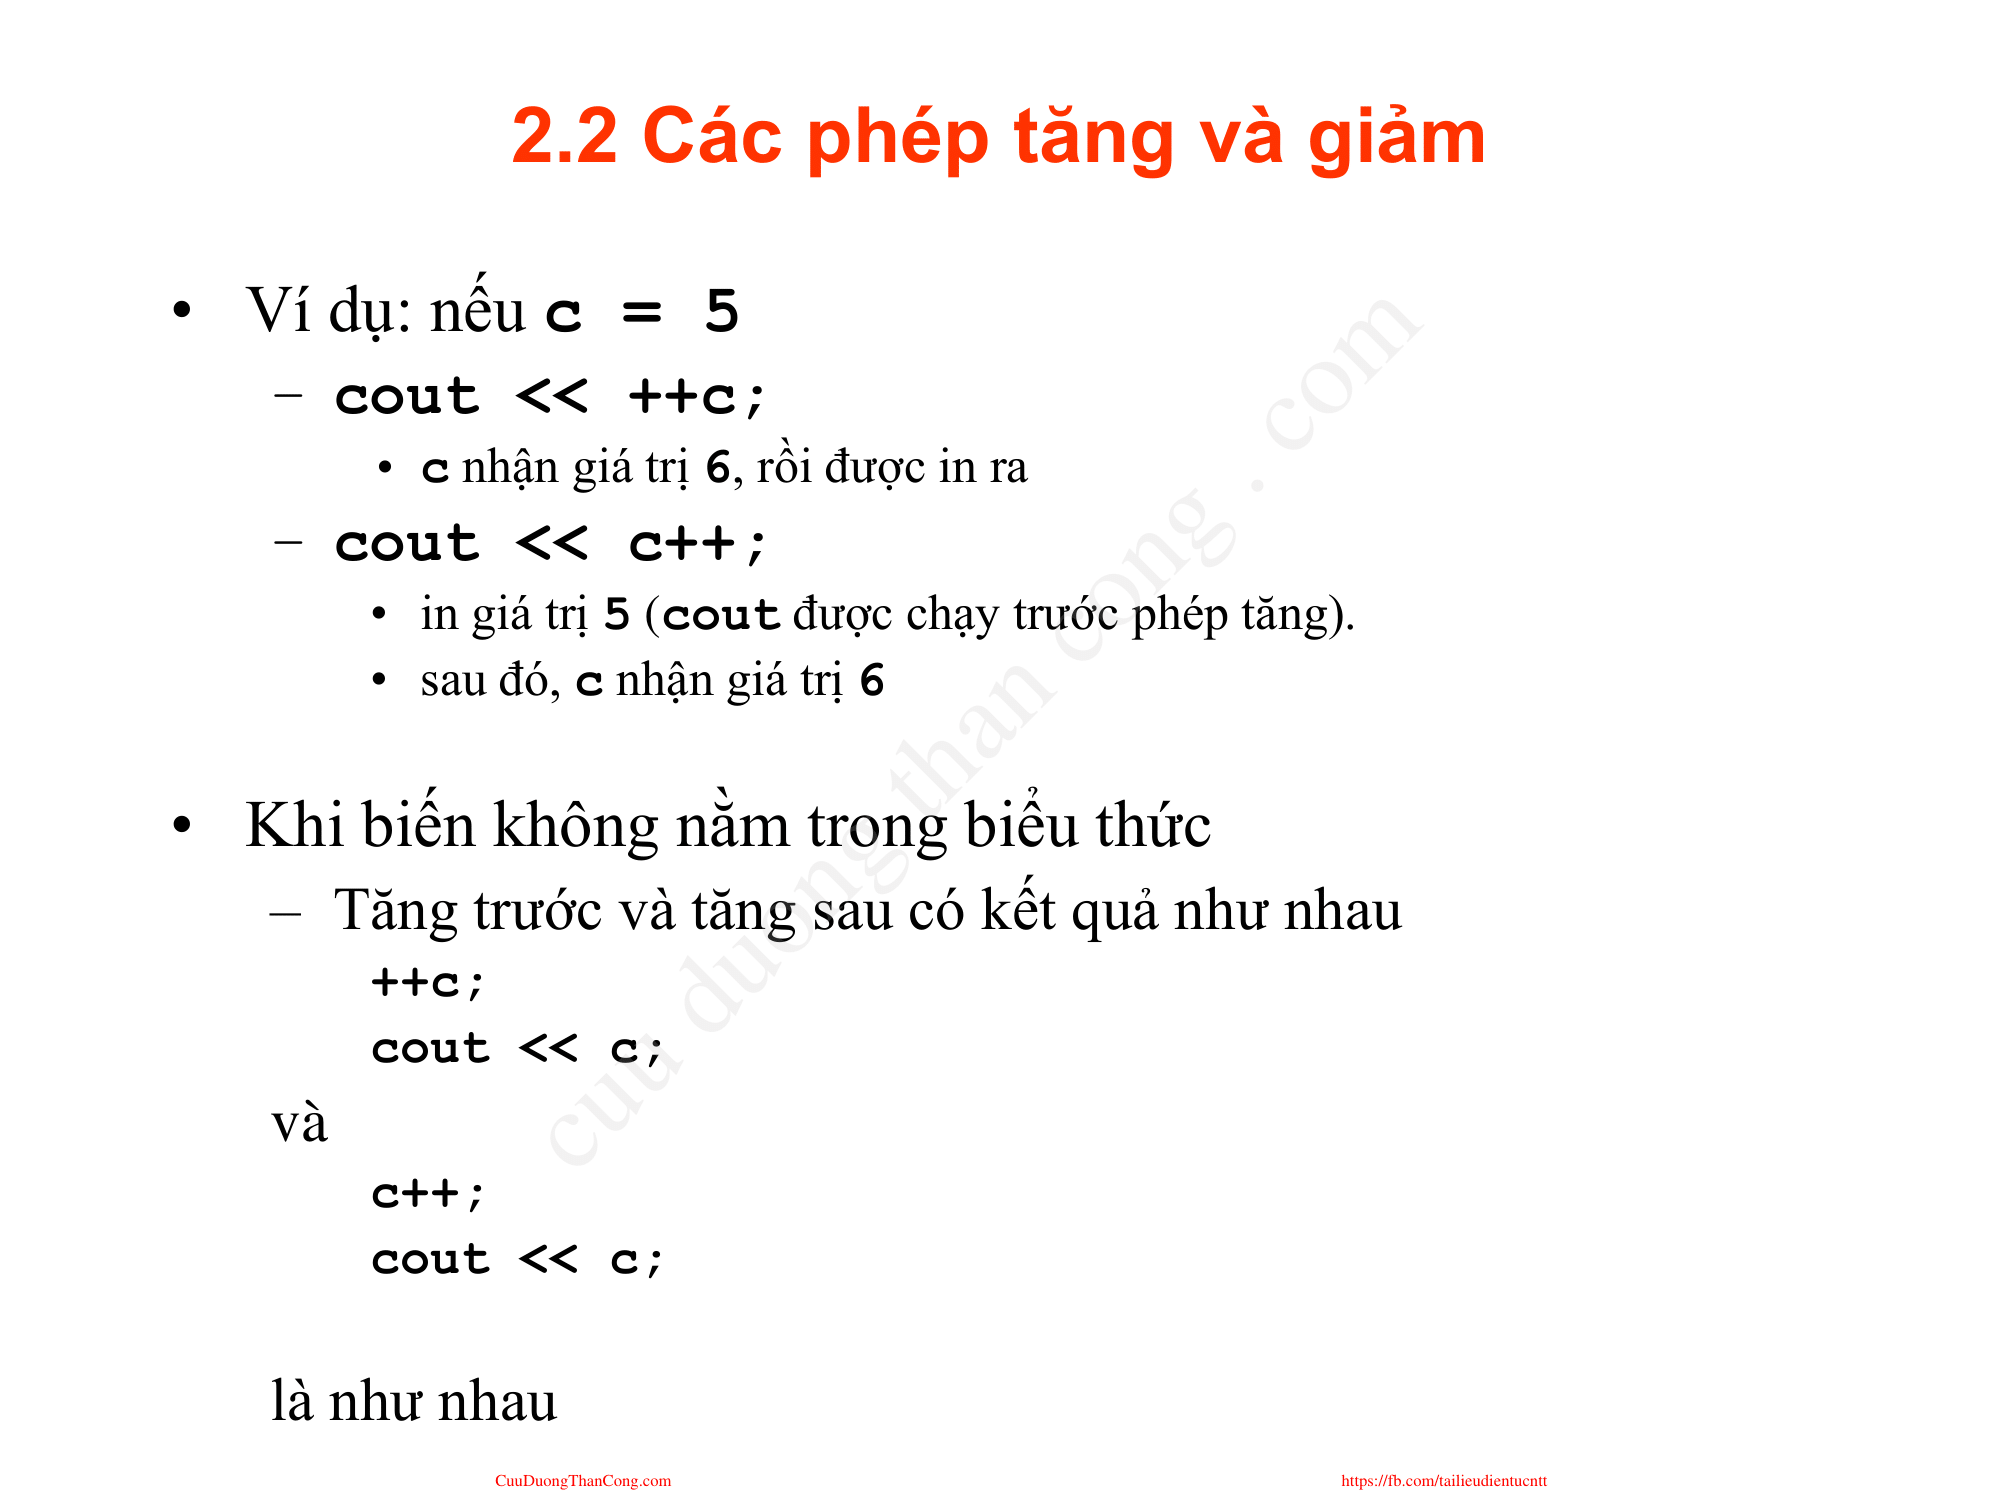 2.2 Các phép tăng và giảm
• Ví dụ: nếu c = 5
– cout << ++c;
• c nhận giá trị 6, rồi được in ra
– cout << c++;
• in giá trị 5 (cout được chạy trước phép tăng).
• sau đó, c nhận giá trị 6
• Khi biến không nằm trong biểu thức
– Tăng trước và tăng sau có kết quả như nhau
++c;
cout << c;
và
c++;
cout << c;
là như nhau
cuu duong than cong . com
CuuDuongThanCong.com
https://fb.com/tailieudientucntt